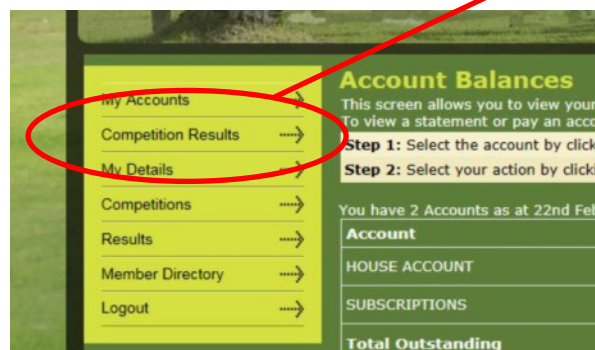 My Accounts
Competition Results
My Details
Competitions
Results
Member Directory
Logout
Account Balances
This screen allows you to view your
To view a statement or pay an acco
Step 1: Select the account by click
Step 2: Select your action by clicki
You have 2 Accounts as at 22nd Feb
Account
HOUSE ACCOUNT
SUBSCRIPTIONS
Total Outstanding